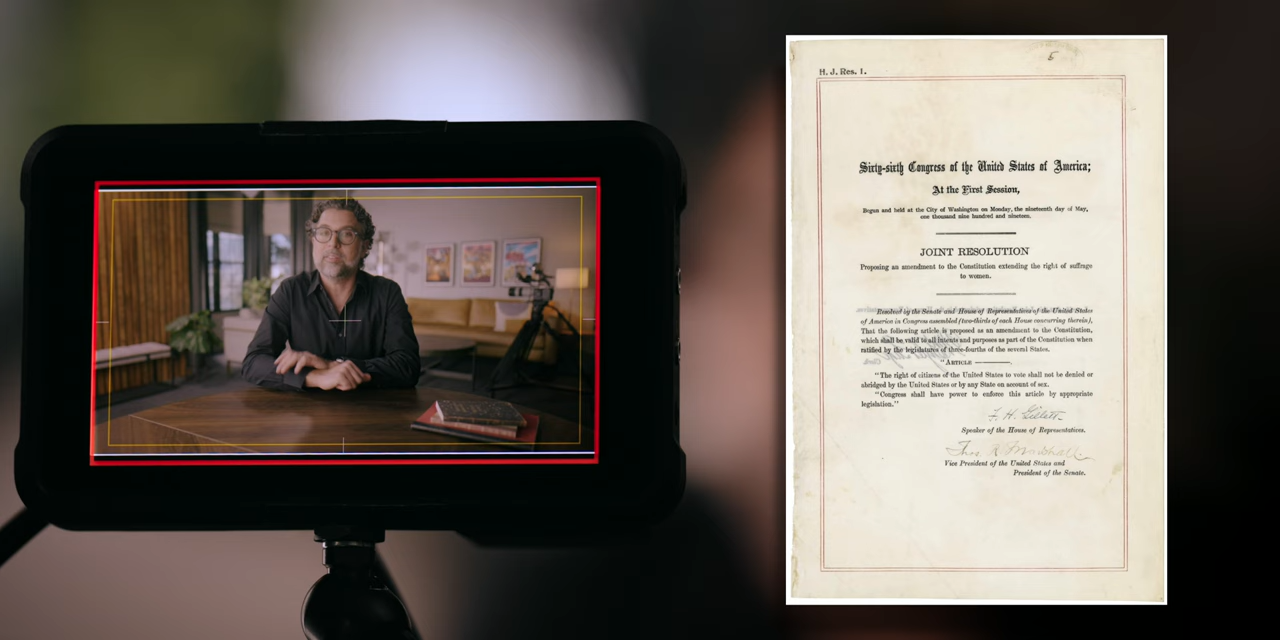 5
H. J. Res. 1.
Sixty-sixth Congress of the United States of America;
At the First Session,
Begun and held at the City of Washington on Monday, the nineteenth day of May,
one thousand nine hundred and nineteen.
JOINT RESOLUTION
Proposing an amendment to the Constitution extending the right of suffrage
to women.
Resolved by the Senate and House of Representatives of the United States
of America in Congress assembled (two-thirds of each House concurring therein),
That the following article is proposed as an amendment to the Constitution,
which shall be valid to all intents and purposes as part of the Constitution when
ratified by the legislatures of three-fourths of the several States.
"ARTICLE ———.
"The right of citizens of the United States to vote shall not be denied or
abridged by the United States or by any State on account of sex.
"Congress shall have power to enforce this article by appropriate
legislation."
F. H. Gillett
Speaker of the House of Representatives.
Thos. R. Marshall
Vice President of the United States and
President of the Senate.